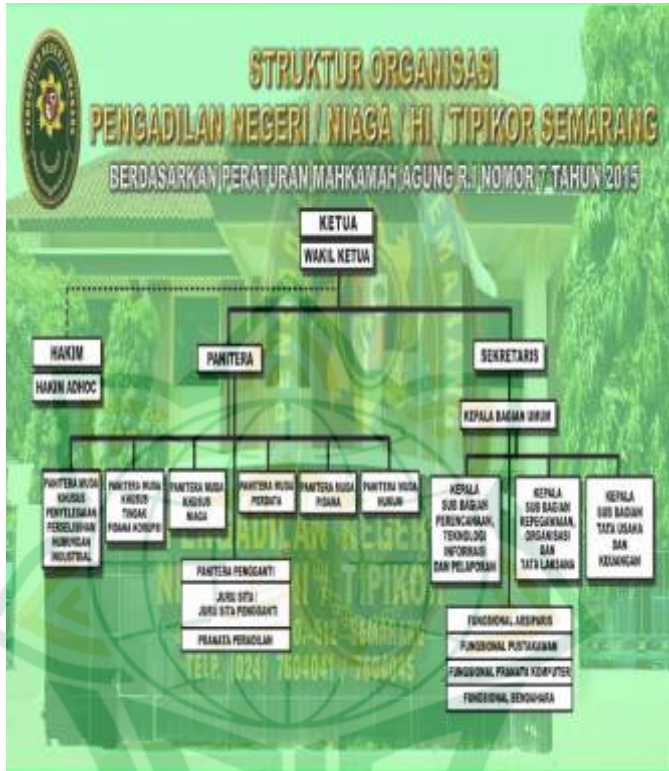 STRUKTUR ORGANISASI
PENGADILAN NEGERI / NIAGA / HI / TIPIKOR SEMARANG
BERDASARKAN PERATURAN MAHKAMAH AGUNG R.I NOMOR 7 TAHUN 2015
KETUA
WAKIL KETUA
HAKIM
HAKIM ADHOC
PANITERA
SEKRETARIS
KEPALA BAGIAN UMUM
PANITERA MUDA
KHUSUS
PENYELESAIAN
PERSELISIHAN
HUBUNGAN
INDUSTRIAL
PANITERA MUDA
KHUSUS
TINDAK
PIDANA KORUPSI
PANITERA MUDA
KHUSUS
NIAGA
PANITERA MUDA
PERDATA
PANITERA MUDA
PIDANA
PANITERA MUDA
HUKUM
KEPALA
SUB BAGIAN
PERENCANAAN,
TEKNOLOGI
INFORMASI
DAN PELAPORAN
KEPALA
SUB BAGIAN
KEPEGAWAIAN,
ORGANISASI
DAN
TATA LAKSANA
KEPALA
SUB BAGIAN
TATA USAHA
DAN
KEUANGAN
PANITERA PENGGANTI
JURU SITA /
JURU SITA PENGGANTI
PRANATA PERADILAN
FUNGSIONAL ARSIPARIS
FUNGSIONAL PUSTAKAWAN
FUNGSIONAL PRANATA KOMPUTER
FUNGSIONAL BENDAHARA